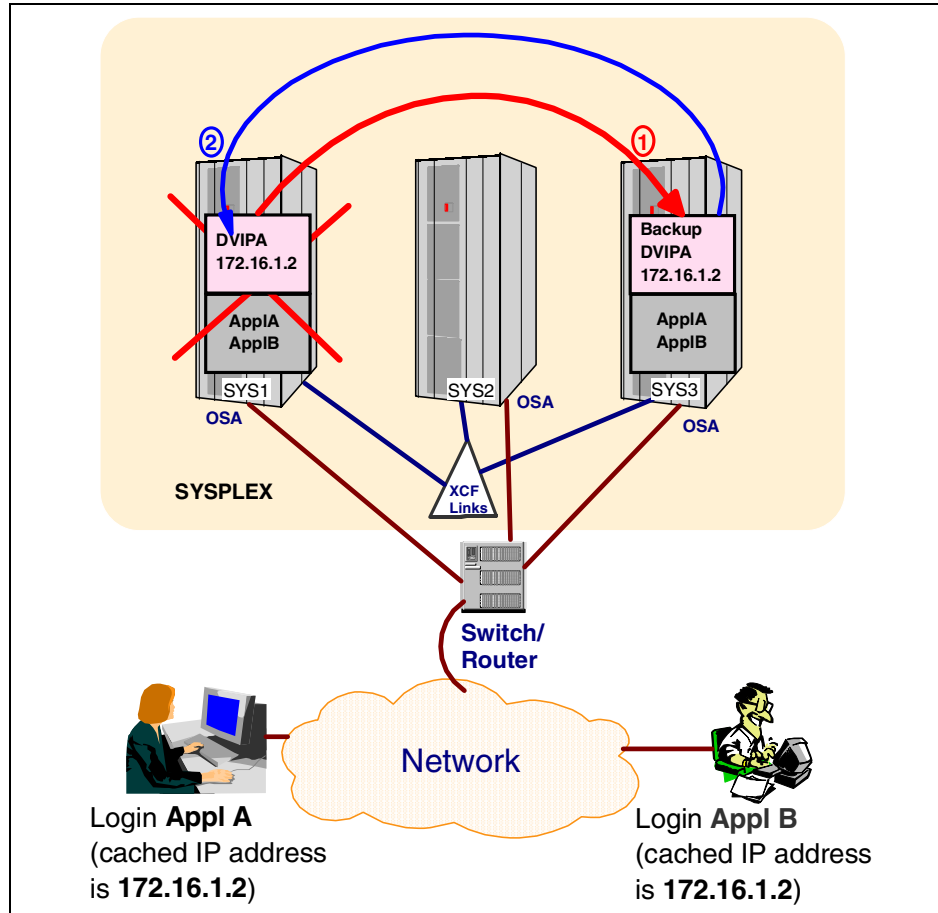 2
1
DVIPA
172.16.1.2
Backup
DVIPA
172.16.1.2
ApplA
ApplB
ApplA
ApplB
SYS1
SYS2
SYS3
OSA
OSA
OSA
SYSPLEX
XCF
Links
Switch/
Router
Network
Login Appl A
(cached IP address
is 172.16.1.2)
Login Appl B
(cached IP address
is 172.16.1.2)